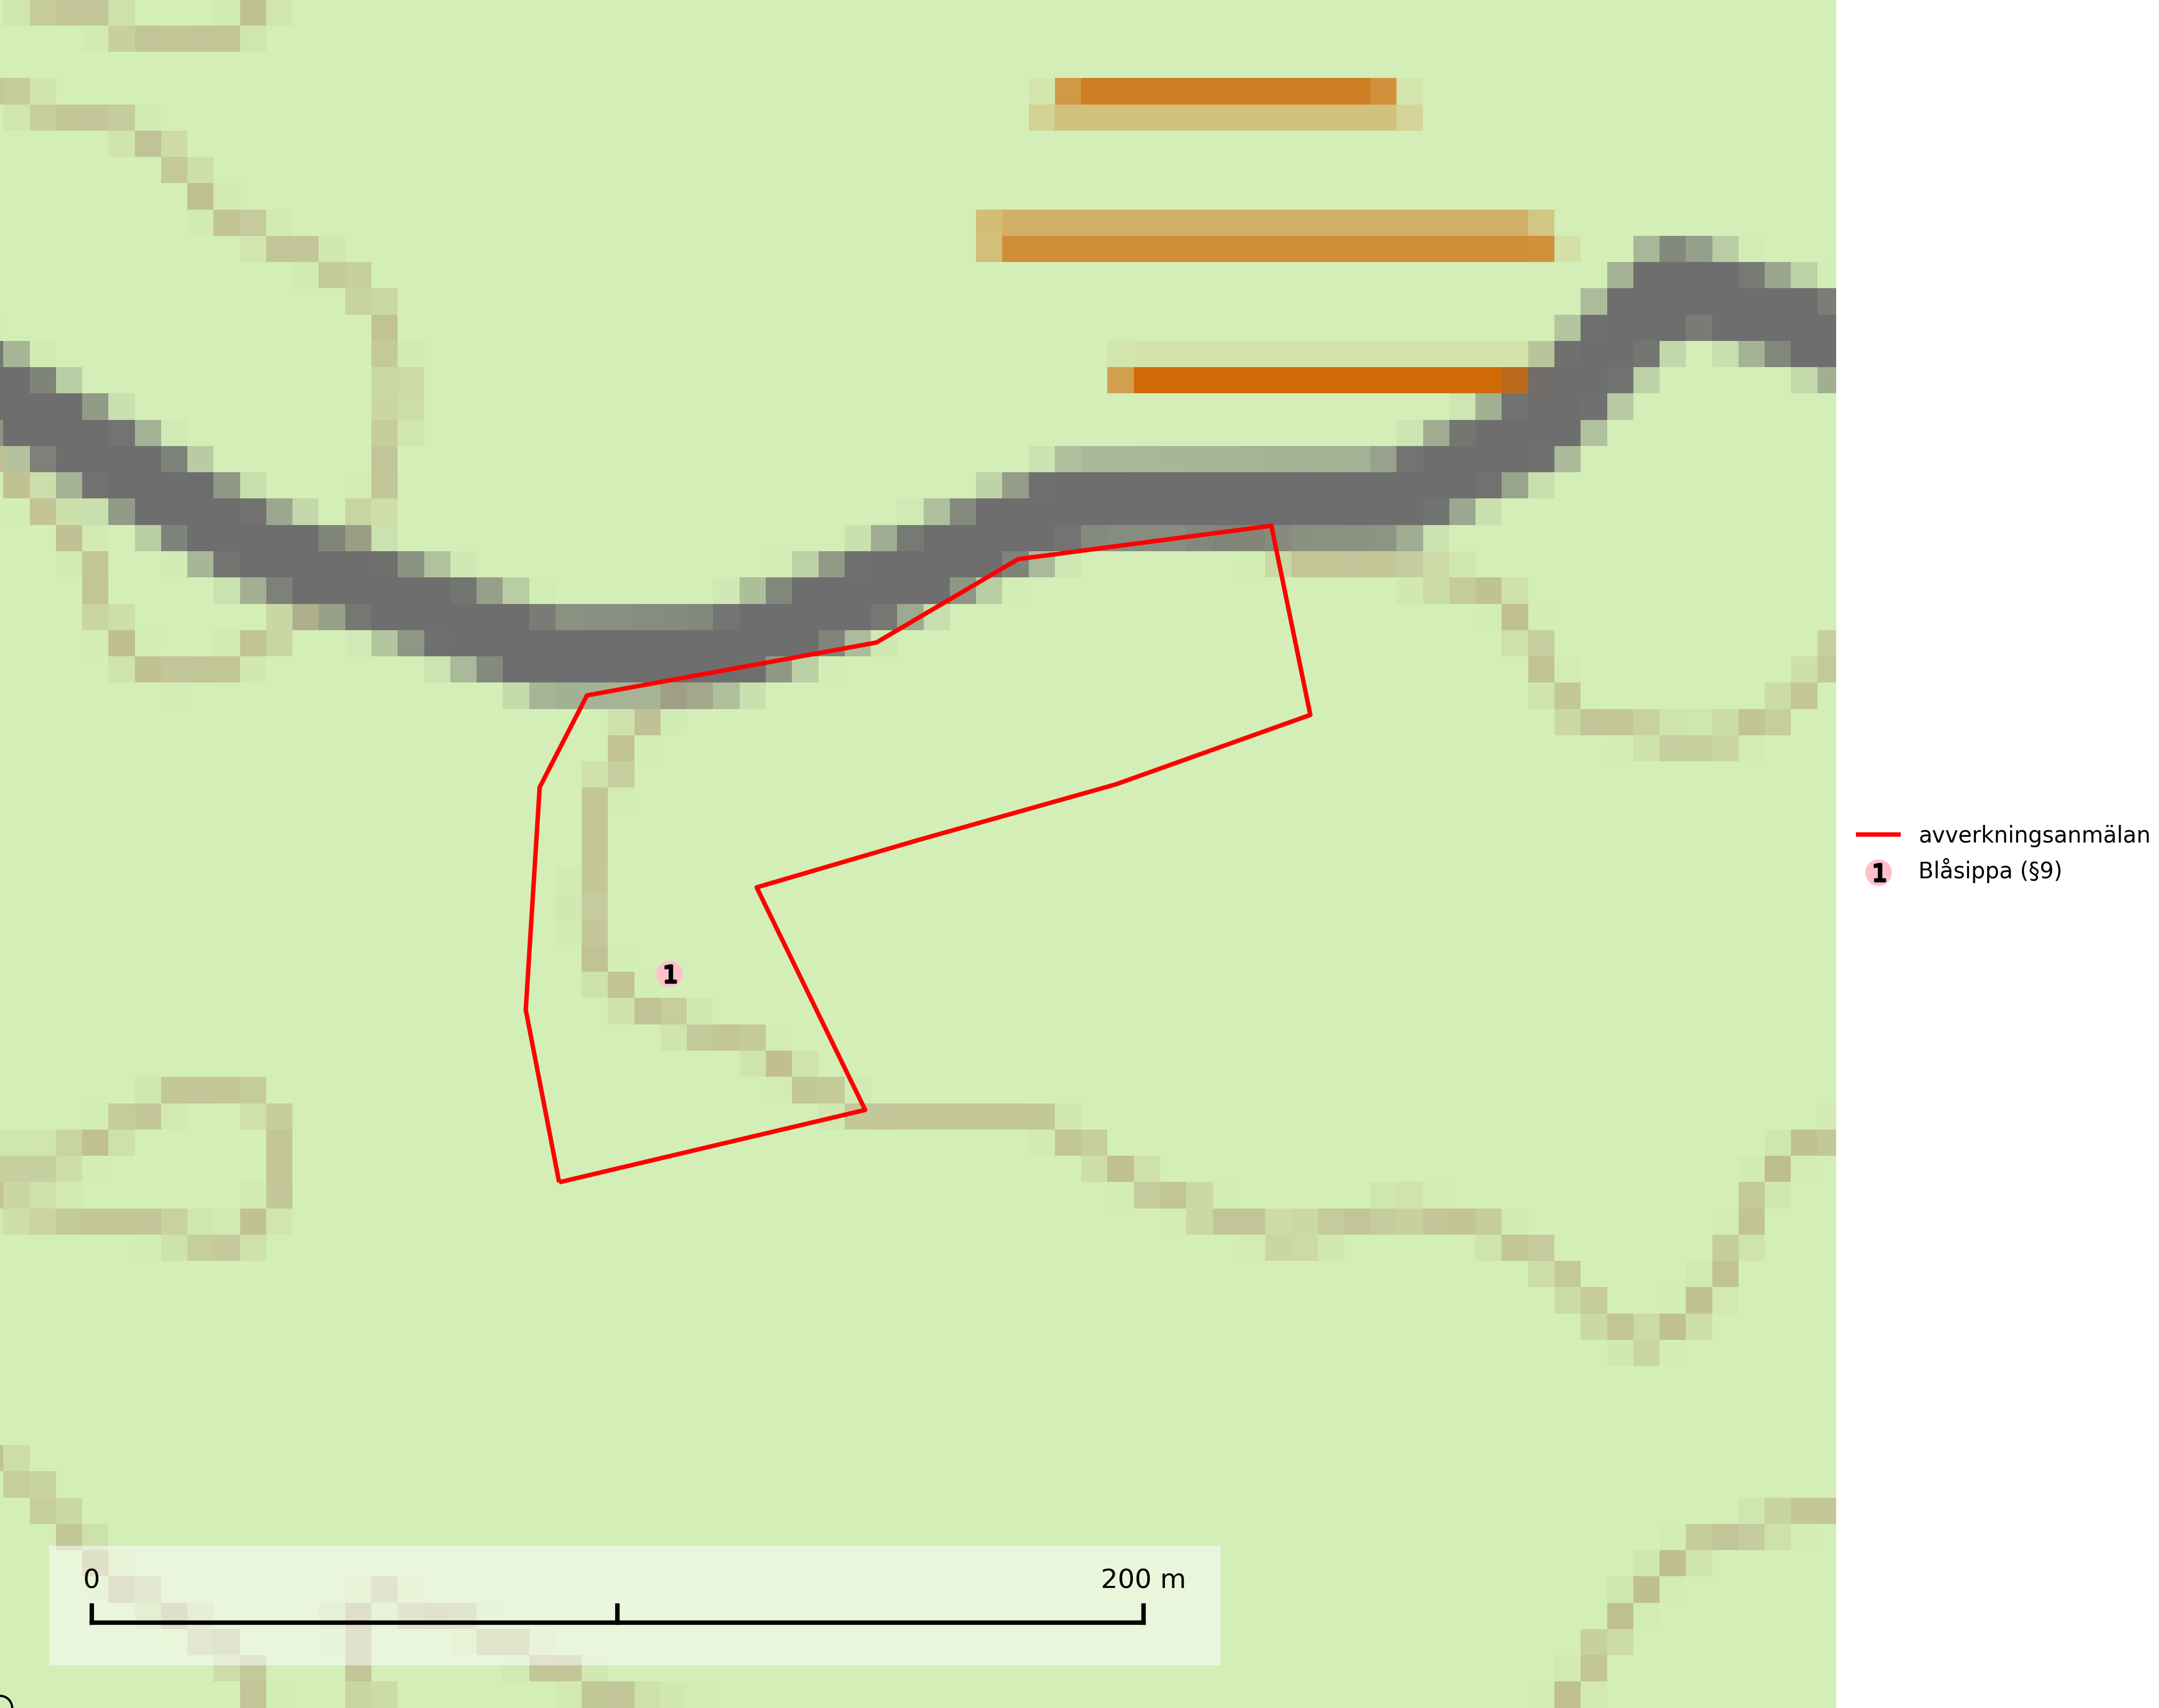 avverkningsanmälan
1 Blåsippa (§9)
1
0 200 m